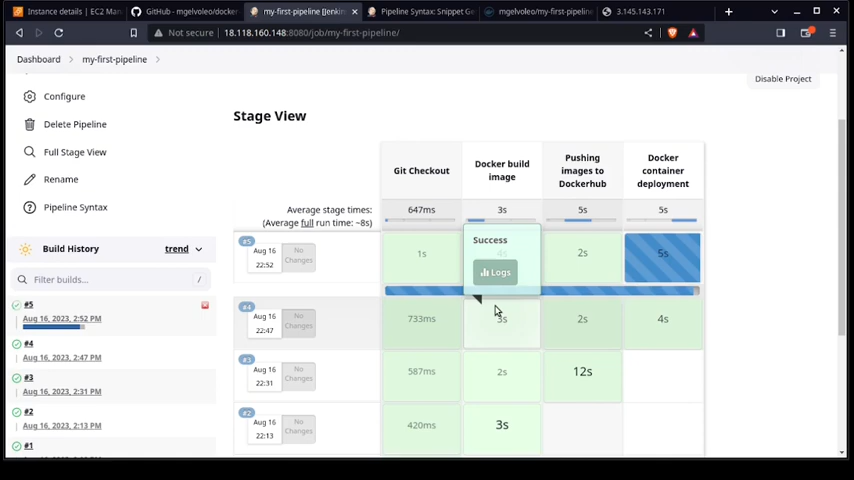 Instance details | EC2 Man
GitHub - mgelvoleo/docker
my-first-pipeline [Jenkin
Pipeline Syntax: Snippet Ge
mgelvoleo/my-first-pipeline
3.145.143.171
Not secure
18.118.160.148:8080/job/my-first-pipeline/
Dashboard
my-first-pipeline
Disable Project
Configure
Delete Pipeline
Full Stage View
Rename
Pipeline Syntax
Build History
trend
Filter builds...
/
#5
Aug 16, 2023, 2:52 PM
#4
Aug 16, 2023, 2:47 PM
#3
Aug 16, 2023, 2:31 PM
#2
Aug 16, 2023, 2:13 PM
#1
Stage View
Git Checkout
Docker build
image
Pushing
images to
Dockerhub
Docker
container
deployment
Average stage times:
(Average full run time: ~8s)
647ms
3s
5s
5s
#5
Aug 16
22:52
No
Changes
1s
4s
2s
5s
Success
Logs
#4
Aug 16
22:47
No
Changes
733ms
3s
2s
4s
#3
Aug 16
22:31
No
Changes
587ms
2s
12s
#2
Aug 16
22:13
No
Changes
420ms
3s